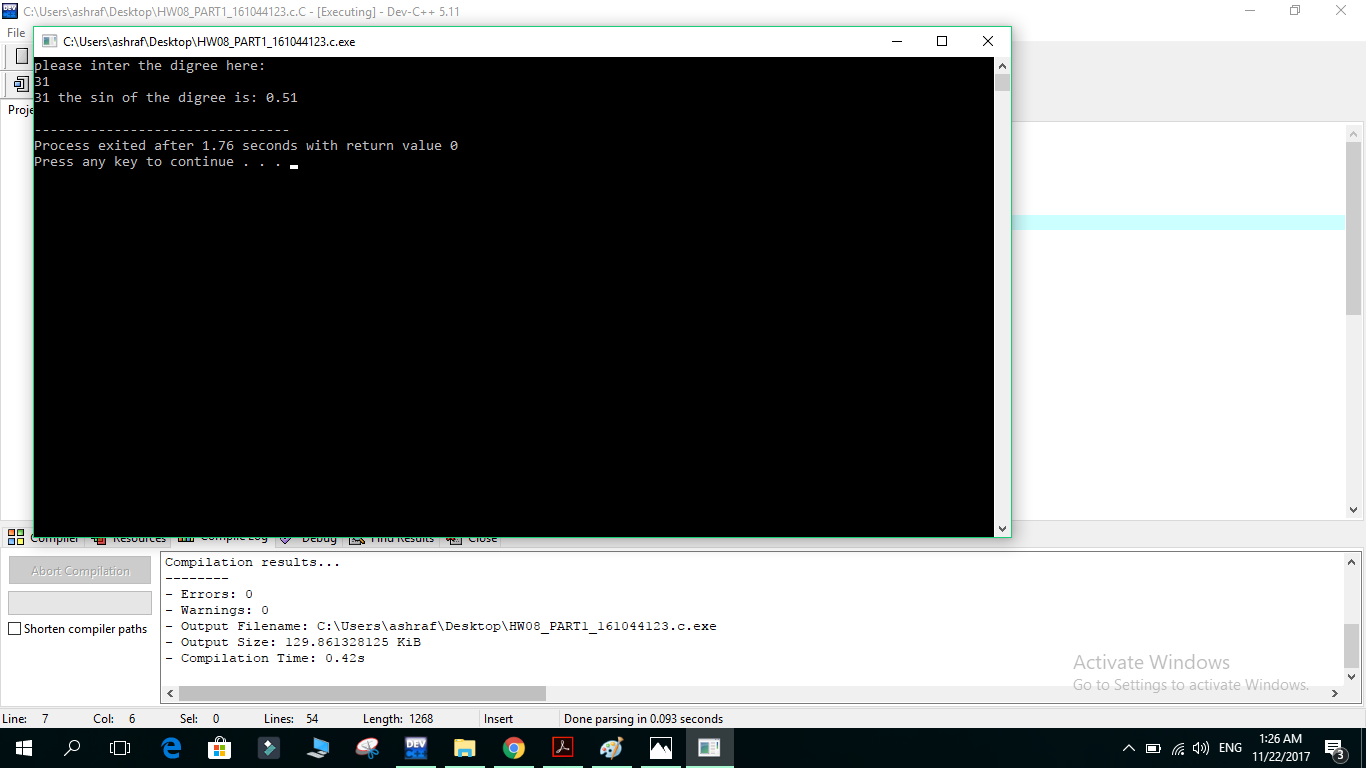 C:\Users\ashraf\Desktop\HW08_PART1_161044123.c.C - [Executing] - Dev-C++ 5.11
File
C:\Users\ashraf\Desktop\HW08_PART1_161044123.c.exe
please inter the digree here:
31
31 the sin of the digree is: 0.51
--------------------------------
Process exited after 1.76 seconds with return value 0
Press any key to continue . . .
Proje
Compiler Resources Compile Log Debug Find Results Close
Abort Compilation
Shorten compiler paths
Compilation results...
--------
- Errors: 0
- Warnings: 0
- Output Filename: C:\Users\ashraf\Desktop\HW08_PART1_161044123.c.exe
- Output Size: 129.861328125 KiB
- Compilation Time: 0.42s
Activate Windows
Go to Settings to activate Windows.
Line: 7 Col: 6 Sel: 0 Lines: 54 Length: 1268 Insert Done parsing in 0.093 seconds
DEV
ENG
1:26 AM
11/22/2017
3